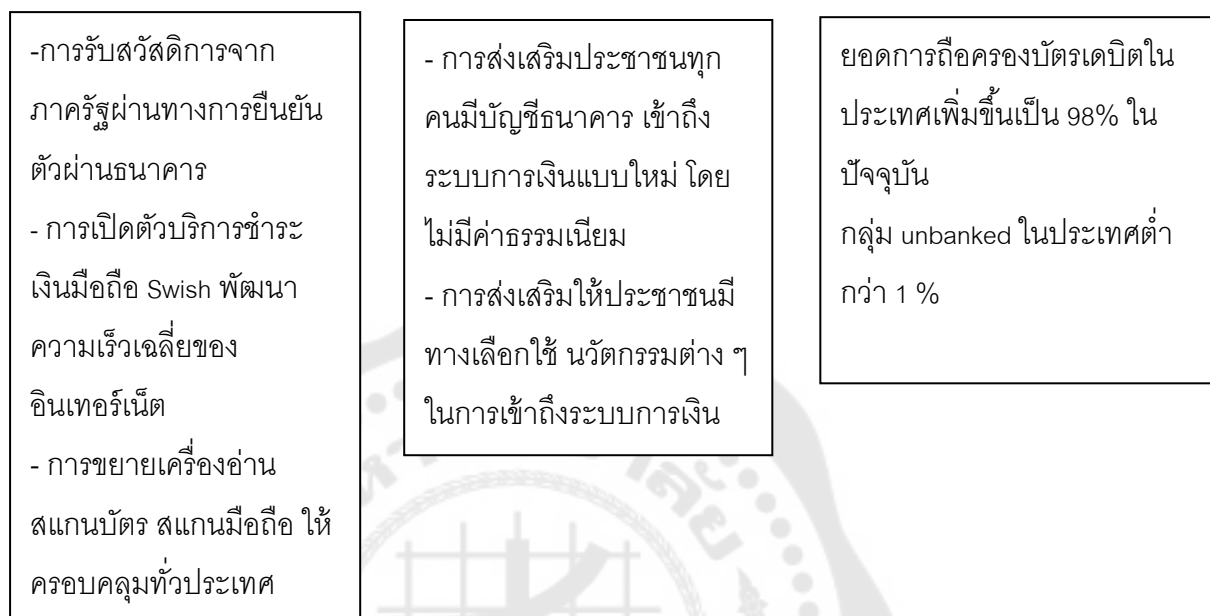 -การรับสวัสดิการจาก
ภาครัฐผ่านทางการยืนยัน
ตัวผ่านธนาคาร
- การเปิดตัวบริการชำระ
เงินมือถือ Swish พัฒนา
ความเร็วเฉลี่ยของ
อินเทอร์เน็ต
- การขยายเครื่องอ่าน
สแกนบัตร สแกนมือถือ ให้
ครอบคลุมทั่วประเทศ
- การส่งเสริมประชาชนทุก
คนมีบัญชีธนาคาร เข้าถึง
ระบบการเงินแบบใหม่ โดย
ไม่มีค่าธรรมเนียม
- การส่งเสริมให้ประชาชนมี
ทางเลือกใช้ นวัตกรรมต่าง ๆ
ในการเข้าถึงระบบการเงิน
ยอดการถือครองบัตรเดบิตใน
ประเทศเพิ่มขึ้นเป็น 98% ใน
ปัจจุบัน
กลุ่ม unbanked ในประเทศต่ำ
กว่า 1 %